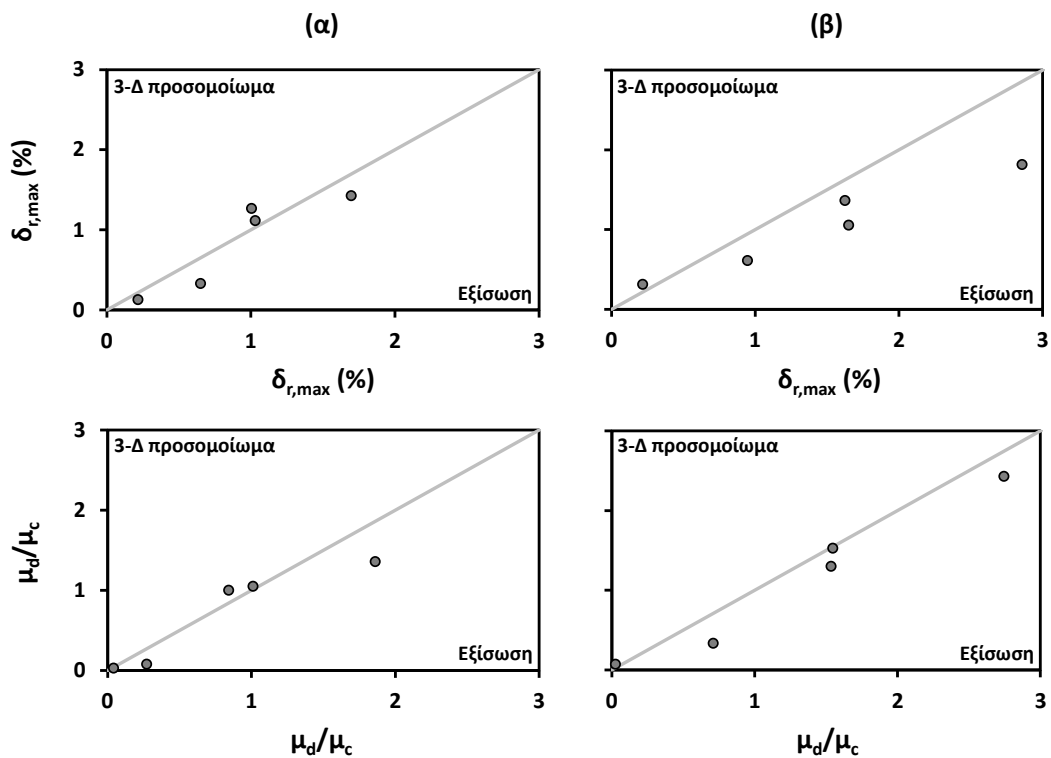 (α)
(β)
3
3-Δ προσομοίωμα
2
δr,max (%)
1
Εξίσωση
0
0 1 2 3
δr,max (%)
3-Δ προσομοίωμα
Εξίσωση
0 1 2 3
δr,max (%)
3
3-Δ προσομοίωμα
2
μd/μc
1
Εξίσωση
0
0 1 2 3
μd/μc
3-Δ προσομοίωμα
Εξίσωση
0 1 2 3
μd/μc